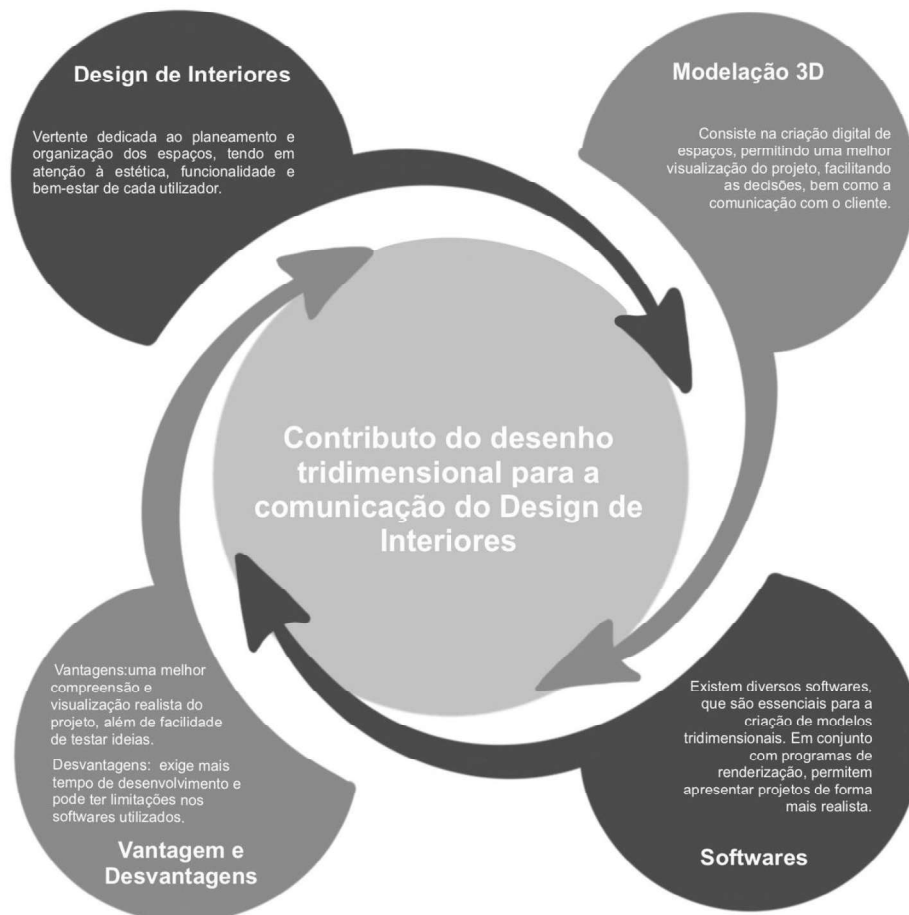 Design de Interiores
Vertente dedicada ao planeamento e
organização dos espaços, tendo em
atenção à estética, funcionalidade e
bem-estar de cada utilizador.
Modelação 3D
Consiste na criação digital de
espaços, permitindo uma melhor
visualização do projeto, facilitando
as decisões, bem como a
comunicação com o cliente.
Contributo do desenho
tridimensional para a
comunicação do Design de
Interiores
Vantagens:uma melhor
compreensão e
visualização realista do
projeto, além de facilidade
de testar ideias.
Desvantagens: exige mais
tempo de desenvolvimento e
pode ter limitações nos
softwares utilizados.
Vantagem e
Desvantagens
Existem diversos softwares,
que são essenciais para a
criação de modelos
tridimensionais. Em conjunto
com programas de
renderização, permitem
apresentar projetos de forma
mais realista.
Softwares